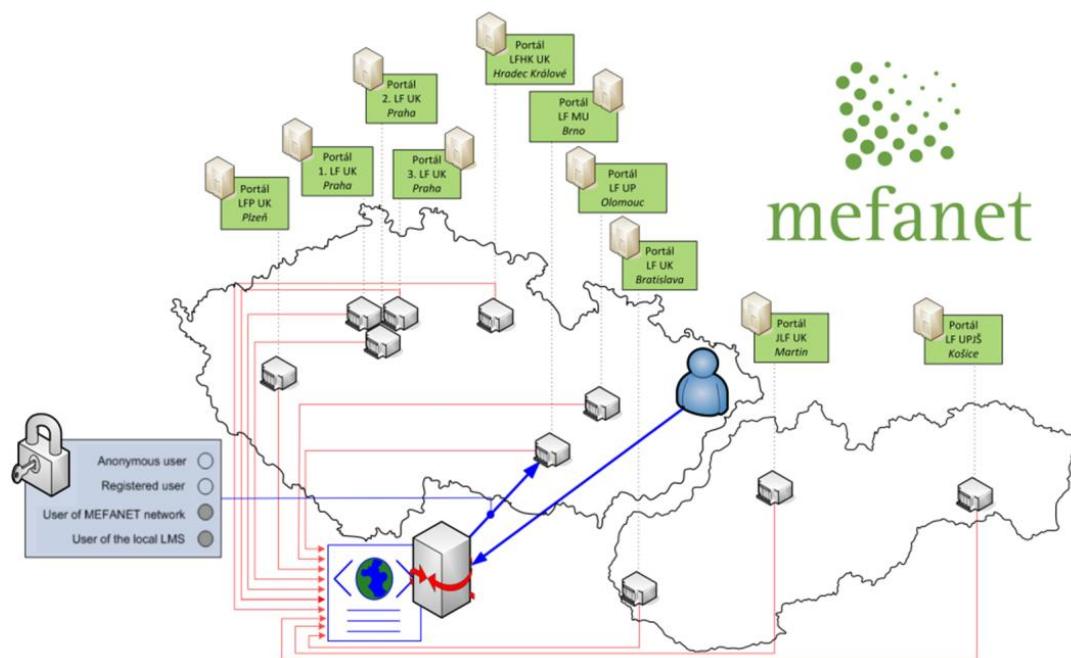 Portál
LFHK UK
Hradec Králové
Portál
2. LF UK
Praha
Portál
LF MU
Brno
Portál
1. LF UK
Praha
Portál
3. LF UK
Praha
Portál
LFP UK
Plzeň
Portál
LF UP
Olomouc
Portál
LF UK
Bratislava
mefanet
Portál
JLF UK
Martin
Portál
LF UPJŠ
Košice
Anonymous user
Registered user
User of MEFANET network
User of the local LMS